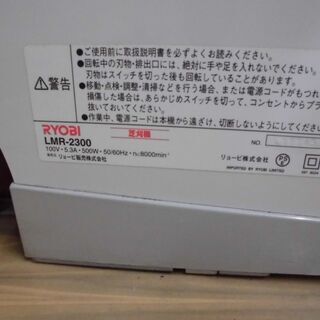 ⚠警告
●ご使用前に取扱説明書を必ずよくお読みください。
●回転中の刃物・排出口には、絶対に手や足を入れないでください。
刃物はスイッチを切った後も回転していることがあります。
●移動・点検・調整・清掃などを行う場合、または電源コードがこもれ
損傷した場合は、あらかじめスイッチを切って、コンセントからプラ
抜いておいてください。
●作業中、電源コードは本機から遠ざけ、切断しないようにしてく
RYOBI
芝刈機
LMR-2300
100V・5.3A・500W・50/60Hz・n₀:8000min⁻¹
リョービ販売株式会社
NO.
リョービ株式会社
IMPORTED BY RYOBI LIMITED
PS
E